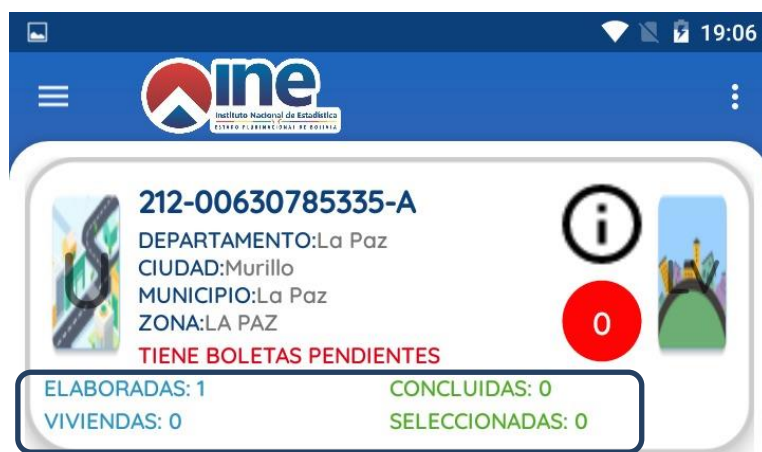 19:06
ine
Instituto Nacional de Estadística
ESTADO PLURINACIONAL DE BOLIVIA
212-00630785335-A
DEPARTAMENTO:La Paz
CIUDAD:Murillo
MUNICIPIO:La Paz
ZONA:LA PAZ
TIENE BOLETAS PENDIENTES
U
i
0
LV
ELABORADAS: 1 CONCLUIDAS: 0
VIVIENDAS: 0 SELECCIONADAS: 0